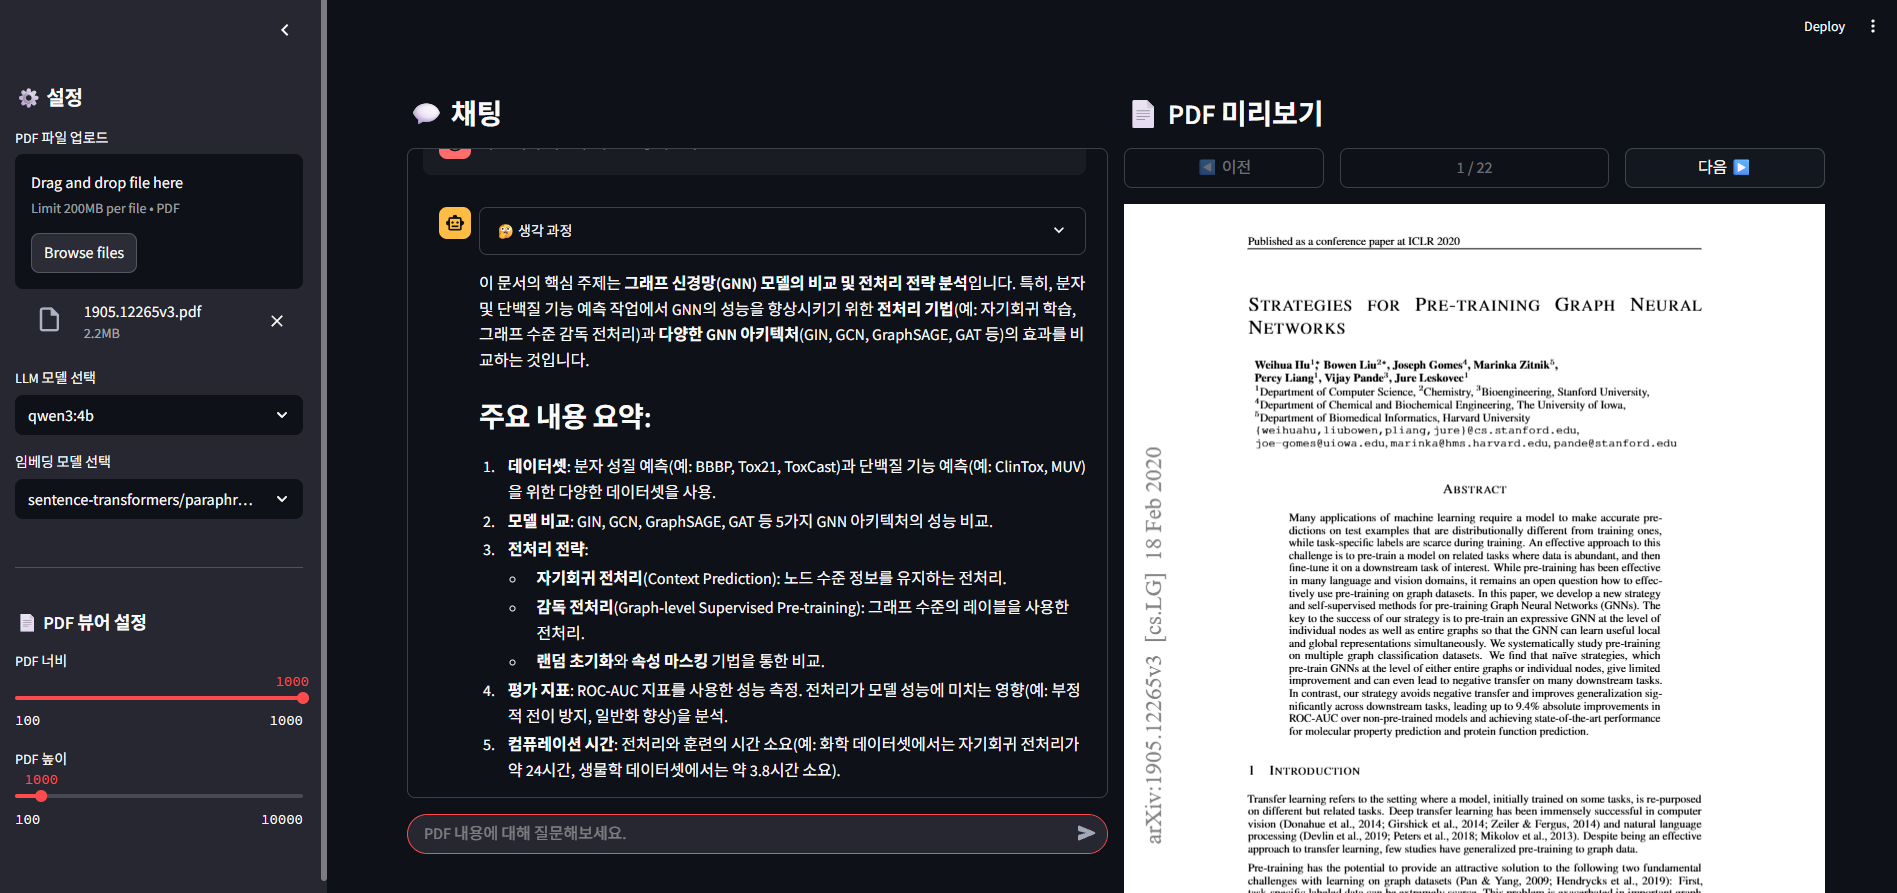 Deploy
설정
PDF 파일 업로드
Drag and drop file here
Limit 200MB per file • PDF
Browse files
1905.12265v3.pdf
2.2MB
LLM 모델 선택
qwen3:4b
임베딩 모델 선택
sentence-transformers/paraphr...
PDF 뷰어 설정
PDF 너비
1000
100 1000
PDF 높이
1000
100 10000
채팅
생각 과정
이 문서의 핵심 주제는 그래프 신경망(GNN) 모델의 비교 및 전처리 전략 분석입니다. 특히, 분자
및 단백질 기능 예측 작업에서 GNN의 성능을 향상시키기 위한 전처리 기법(예: 자기회귀 학습,
그래프 수준 감독 전처리)과 다양한 GNN 아키텍처(GIN, GCN, GraphSAGE, GAT 등)의 효과를 비
교하는 것입니다.
주요 내용 요약:
1. 데이터셋: 분자 성질 예측(예: BBBP, Tox21, ToxCast)과 단백질 기능 예측(예: ClinTox, MUV)
을 위한 다양한 데이터셋을 사용.
2. 모델 비교: GIN, GCN, GraphSAGE, GAT 등 5가지 GNN 아키텍처의 성능 비교.
3. 전처리 전략:
자기회귀 전처리(Context Prediction): 노드 수준 정보를 유지하는 전처리.
감독 전처리(Graph-level Supervised Pre-training): 그래프 수준의 레이블을 사용한
전처리.
랜덤 초기화와 속성 마스킹 기법을 통한 비교.
4. 평가 지표: ROC-AUC 지표를 사용한 성능 측정. 전처리가 모델 성능에 미치는 영향(예: 부정
적 전이 방지, 일반화 향상)을 분석.
5. 컴퓨레이션 시간: 전처리와 훈련의 시간 소요(예: 화학 데이터셋에서는 자기회귀 전처리가
약 24시간, 생물학 데이터셋에서는 약 3.8시간 소요).
PDF 내용에 대해 질문해보세요.
PDF 미리보기
이전
1 / 22
다음
Published as a conference paper at ICLR 2020
STRATEGIES FOR PRE-TRAINING GRAPH NEURAL
NETWORKS
Weihua Hu1*, Bowen Liu2*, Joseph Gomes4, Marinka Zitnik5,
Percy Liang1, Vijay Pande3, Jure Leskovec1
1Department of Computer Science, 2Chemistry, 3Bioengineering, Stanford University,
4Department of Chemical and Biochemical Engineering, The University of Iowa,
5Department of Biomedical Informatics, Harvard University
{weihuahu,liubowen,pliang,jure}@cs.stanford.edu,
joe-gomes@uiowa.edu,marinka@hms.harvard.edu,pande@stanford.edu
arXiv:1905.12265v3 [cs.LG] 18 Feb 2020
ABSTRACT
Many applications of machine learning require a model to make accurate pre-
dictions on test examples that are distributionally different from training ones,
while task-specific labels are scarce during training. An effective approach to this
challenge is to pre-train a model on related tasks where data is abundant, and then
fine-tune it on a downstream task of interest. While pre-training has been effective
in many language and vision domains, it remains an open question how to effec-
tively use pre-training on graph datasets. In this paper, we develop a new strategy
and self-supervised methods for pre-training Graph Neural Networks (GNNs). The
key to the success of our strategy is to pre-train an expressive GNN at the level of
individual nodes as well as entire graphs so that the GNN can learn useful local
and global representations simultaneously. We systematically study pre-training
on multiple graph classification datasets. We find that naïve strategies, which
pre-train GNNs at the level of either entire graphs or individual nodes, give limited
improvement and can even lead to negative transfer on many downstream tasks.
In contrast, our strategy avoids negative transfer and improves generalization sig-
nificantly across downstream tasks, leading up to 9.4% absolute improvements in
ROC-AUC over non-pre-trained models and achieving state-of-the-art performance
for molecular property prediction and protein function prediction.
1 INTRODUCTION
Transfer learning refers to the setting where a model, initially trained on some tasks, is re-purposed
on different but related tasks. Deep transfer learning has been immensely successful in computer
vision (Donahue et al., 2014; Girshick et al., 2014; Zeiler & Fergus, 2014) and natural language
processing (Devlin et al., 2019; Peters et al., 2018; Mikolov et al., 2013). Despite being an effective
approach to transfer learning, few studies have generalized pre-training to graph data.
Pre-training has the potential to provide an attractive solution to the following two fundamental
challenges with learning on graph datasets (Pan & Yang, 2009; Hendrycks et al., 2019): First,